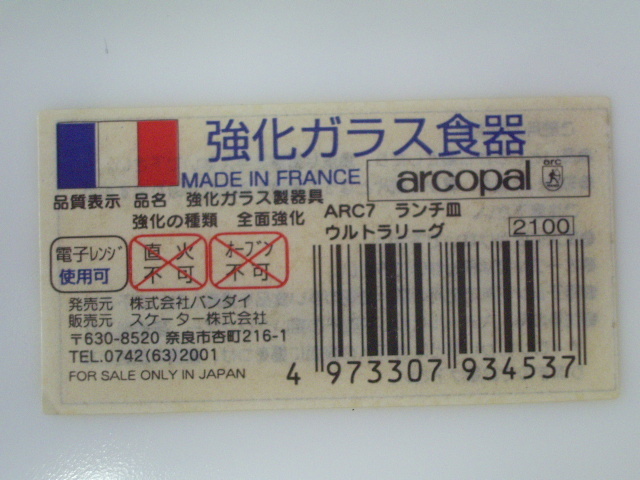 強化ガラス食器
MADE IN FRANCE
arc
arcopal
品質表示 品名 強化ガラス製器具
強化の種類 全面強化
ARC7 ランチ皿
ウルトラリーグ
2100
電子レンジ
使用可
直火
不可
オーブン
不可
発売元 株式会社バンダイ
販売元 スケーター株式会社
〒630-8520 奈良市杏町216-1
TEL.0742(63)2001
FOR SALE ONLY IN JAPAN
4 973307 934537